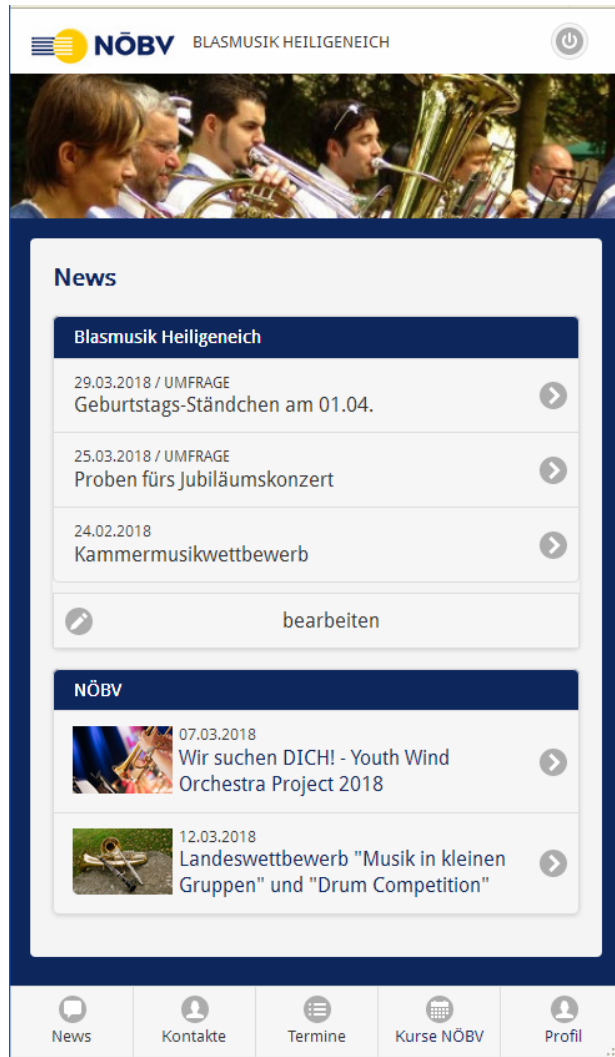 NÖBV BLASMUSIK HEILIGENEICH
News
Blasmusik Heiligeneich
29.03.2018 / UMFRAGE
Geburtstags-Ständchen am 01.04.
25.03.2018 / UMFRAGE
Proben fürs Jubiläumskonzert
24.02.2018
Kammermusikwettbewerb
bearbeiten
NÖBV
07.03.2018
Wir suchen DICH! - Youth Wind
Orchestra Project 2018
12.03.2018
Landeswettbewerb "Musik in kleinen
Gruppen" und "Drum Competition"
News Kontakte Termine Kurse NÖBV Profil